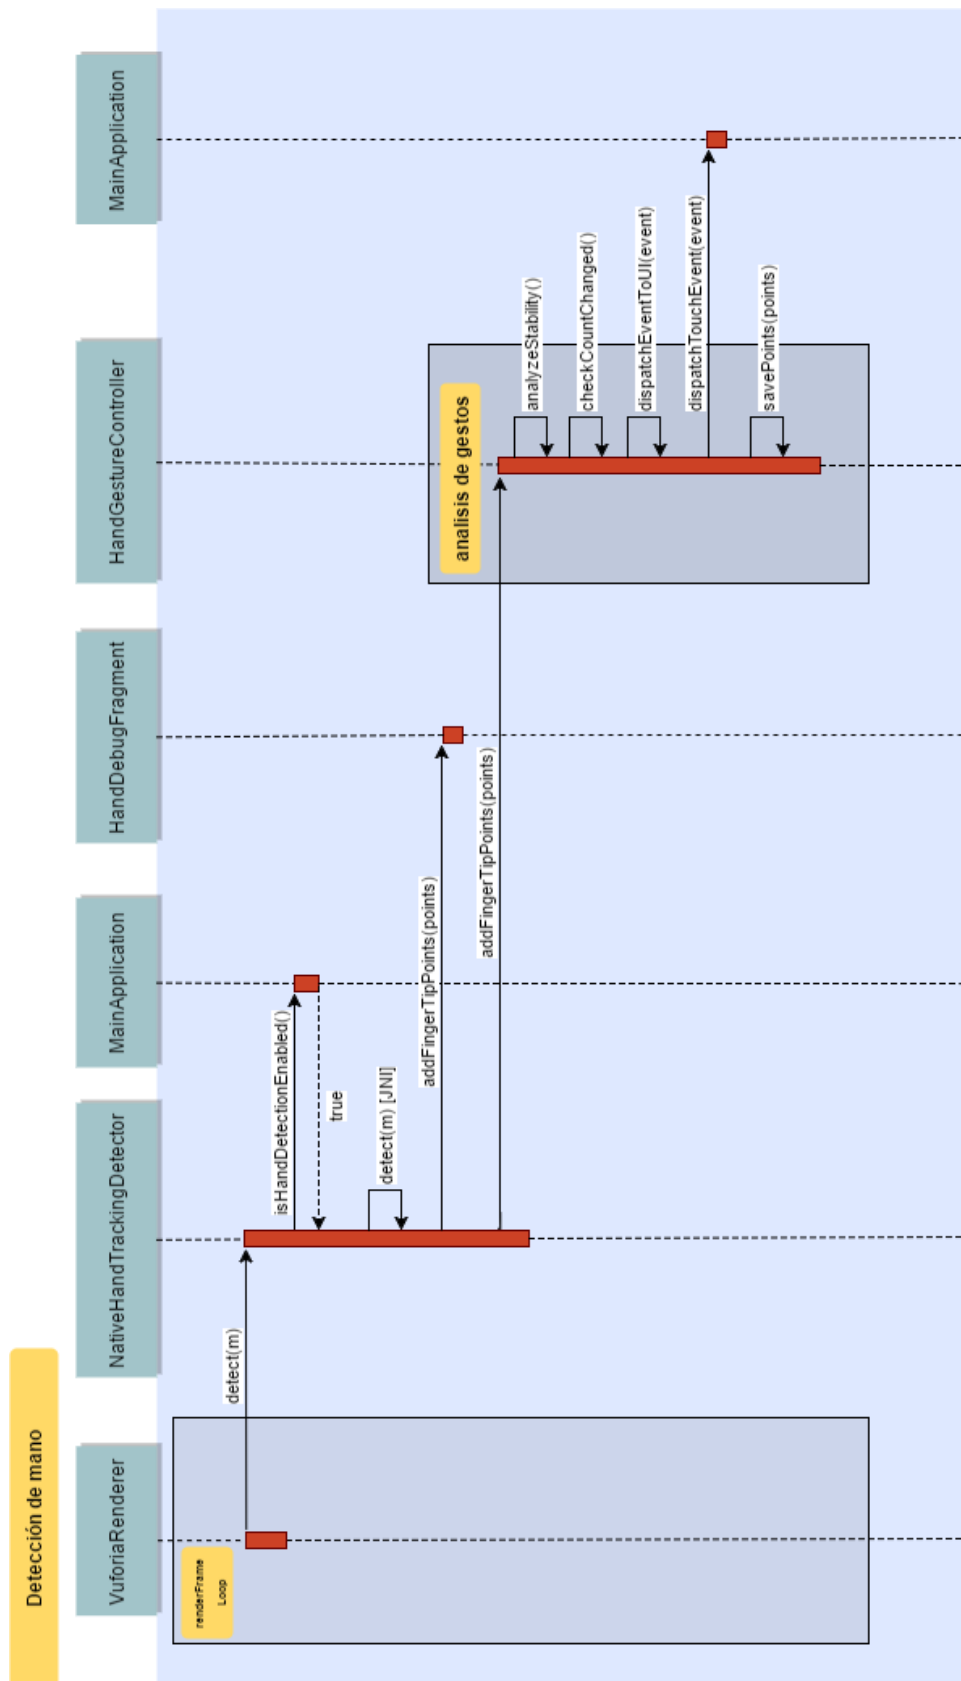 Detección de mano
VuforiaRenderer
NativeHandTrackingDetector
MainApplication
HandDebugFragment
HandGestureController
MainApplication
renderFrame
Loop
detect(m)
isHandDetectionEnabled()
true
detect(m) [JNI]
addFingerTipPoints(points)
addFingerTipPoints(points)
analisis de gestos
analyzeStability()
checkCountChanged()
dispatchEventToUI(event)
dispatchTouchEvent(event)
savePoints(points)